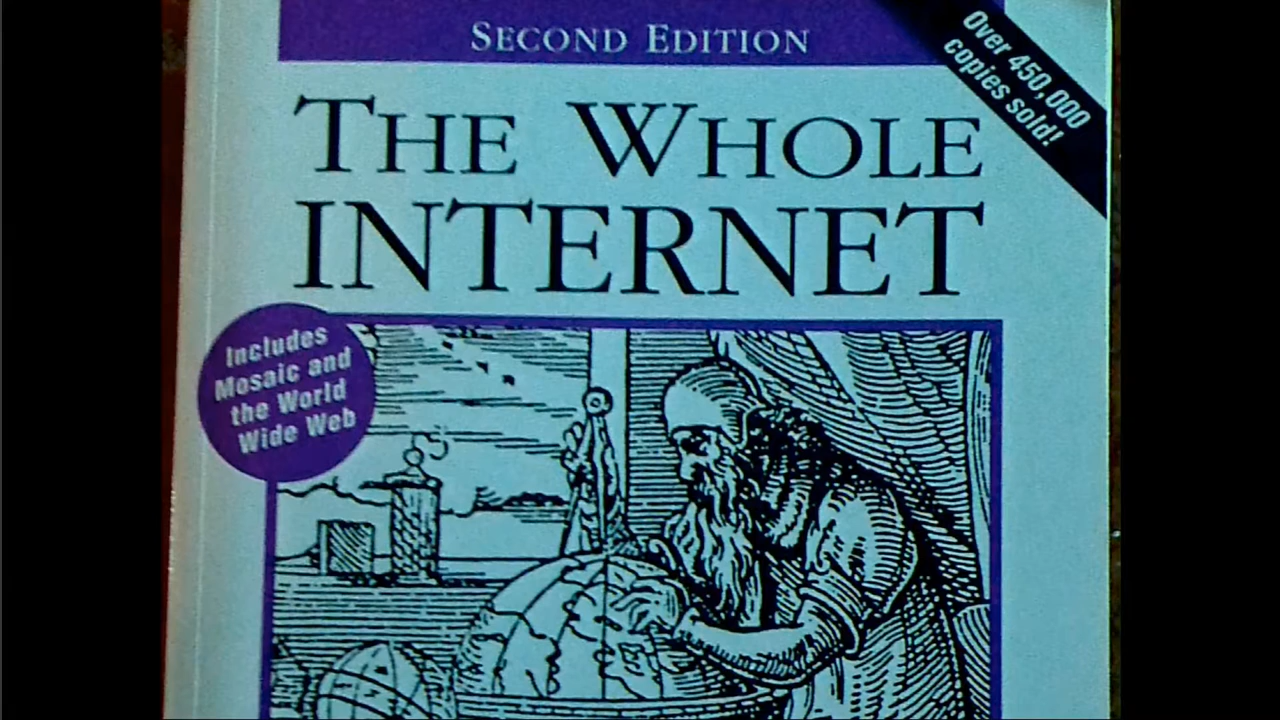 SECOND EDITION
Over 450,000
copies sold!
THE WHOLE
INTERNET
Includes
Mosaic and
the World
Wide Web